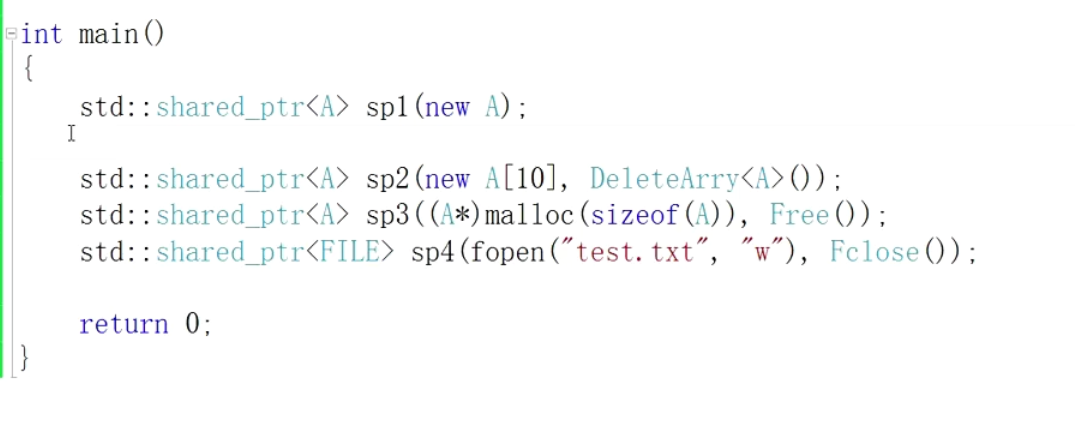 int main()
{
std::shared_ptr<A> sp1(new A);
std::shared_ptr<A> sp2(new A[10], DeleteArry<A>());
std::shared_ptr<A> sp3((A*)malloc(sizeof(A)), Free());
std::shared_ptr<FILE> sp4(fopen("test.txt", "w"), Fclose());
return 0;
}